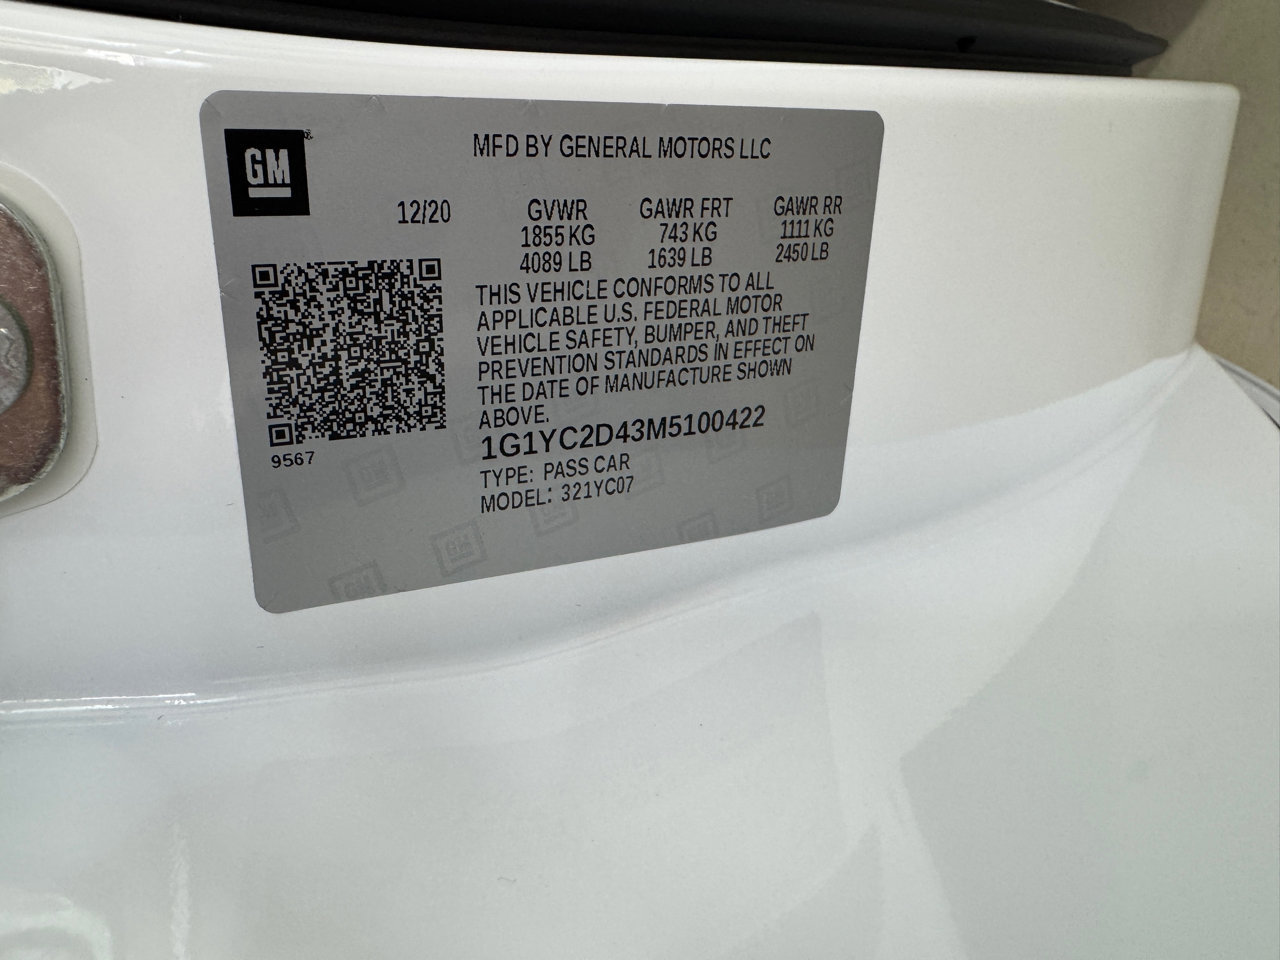 GM
MFD BY GENERAL MOTORS LLC
12/20 GVWR GAWR FRT GAWR RR
1855 KG 743 KG 1111 KG
4089 LB 1639 LB 2450 LB
THIS VEHICLE CONFORMS TO ALL
APPLICABLE U.S. FEDERAL MOTOR
VEHICLE SAFETY, BUMPER, AND THEFT
PREVENTION STANDARDS IN EFFECT ON
THE DATE OF MANUFACTURE SHOWN
ABOVE.
1G1YC2D43M5100422
9567
TYPE: PASS CAR
MODEL: 321YC07